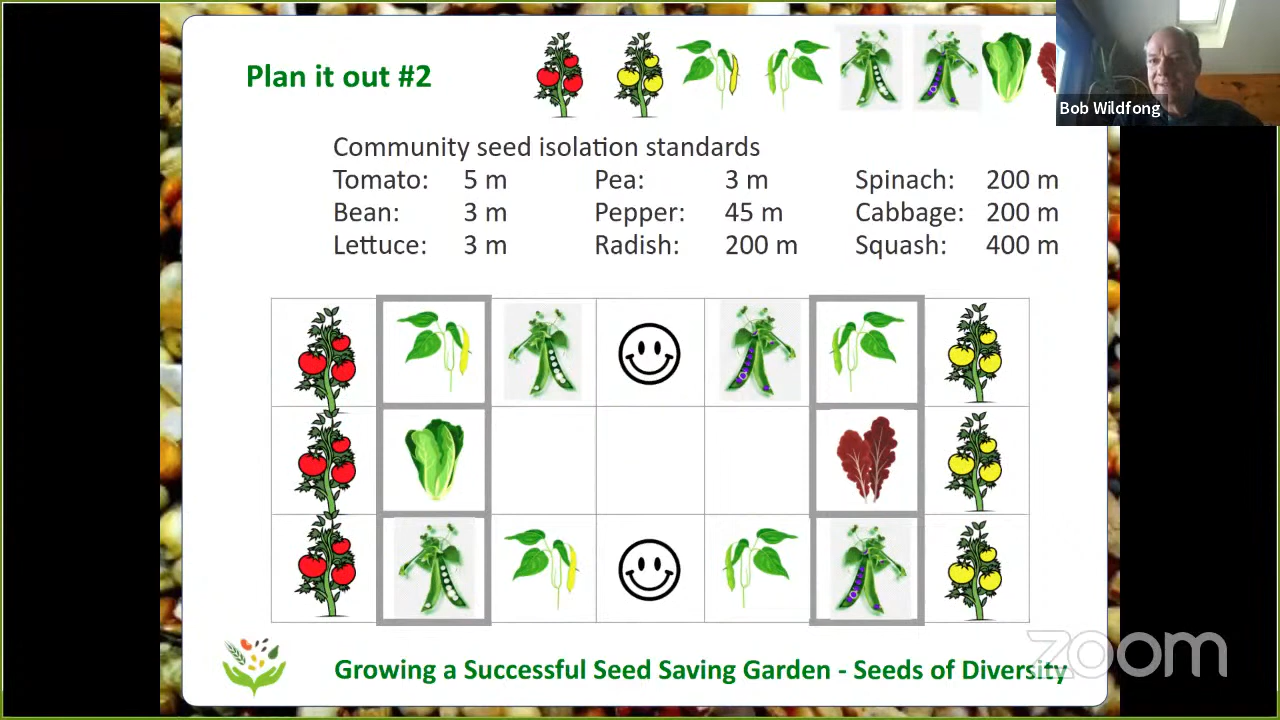 Plan it out #2
Bob Wildfong
Community seed isolation standards
Tomato: 5 m Pea: 3 m Spinach: 200 m
Bean: 3 m Pepper: 45 m Cabbage: 200 m
Lettuce: 3 m Radish: 200 m Squash: 400 m
Growing a Successful Seed Saving Garden - Seeds of Diversity
zoom